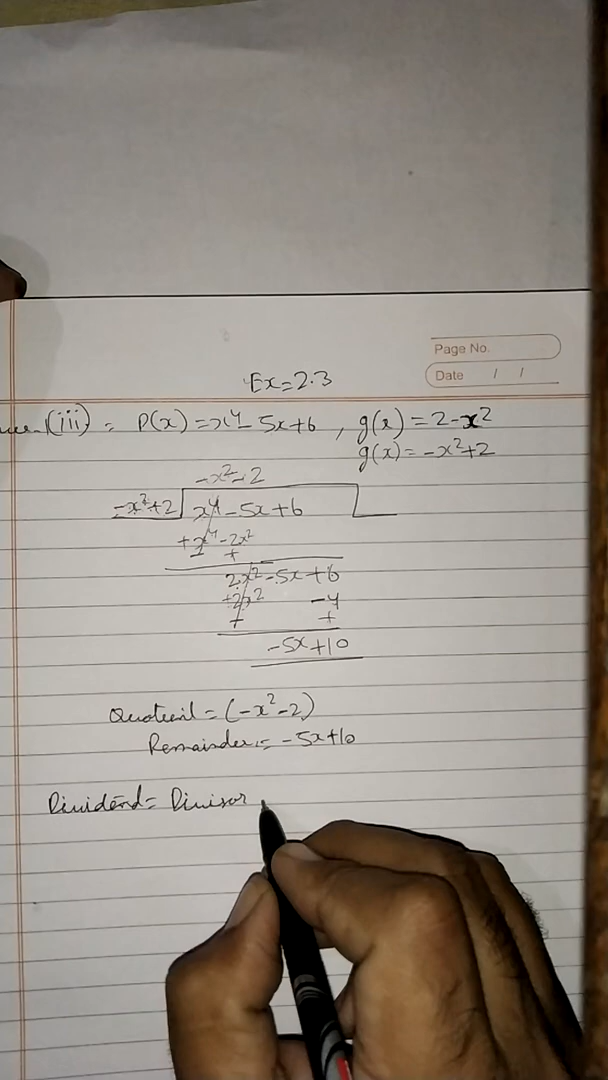 Page No.
Date / /
Ex=2.3
(iii) = P(x)=x⁴-5x+6, g(x)=2-x²
g(x)=-x²+2
-x²-2
-x²+2 x⁴-5x+6
+x⁴-2x²
- +
2x²-5x+6
+2x² -4
- +
-5x+10
Quotienil=(-x²-2)
Remainder=-5x+10
Dividend= Divisor